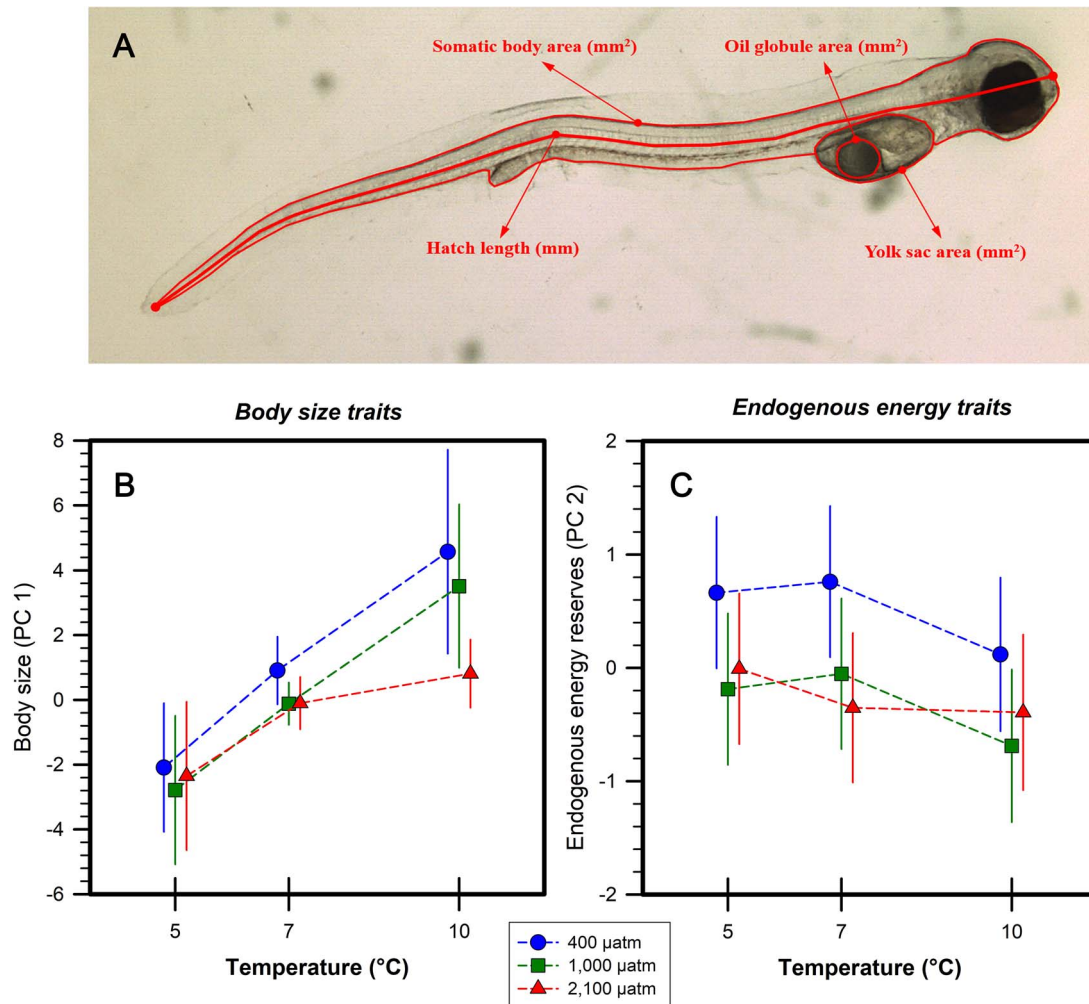 A
Somatic body area (mm²)
Oil globule area (mm²)
Hatch length (mm)
Yolk sac area (mm²)
Body size traits
B
Body size (PC 1)
8
6
4
2
0
-2
-4
-6
5
7
10
Temperature (°C)
Endogenous energy traits
C
Endogenous energy reserves (PC 2)
2
1
0
-1
-2
5
7
10
Temperature (°C)
400 µatm
1,000 µatm
2,100 µatm